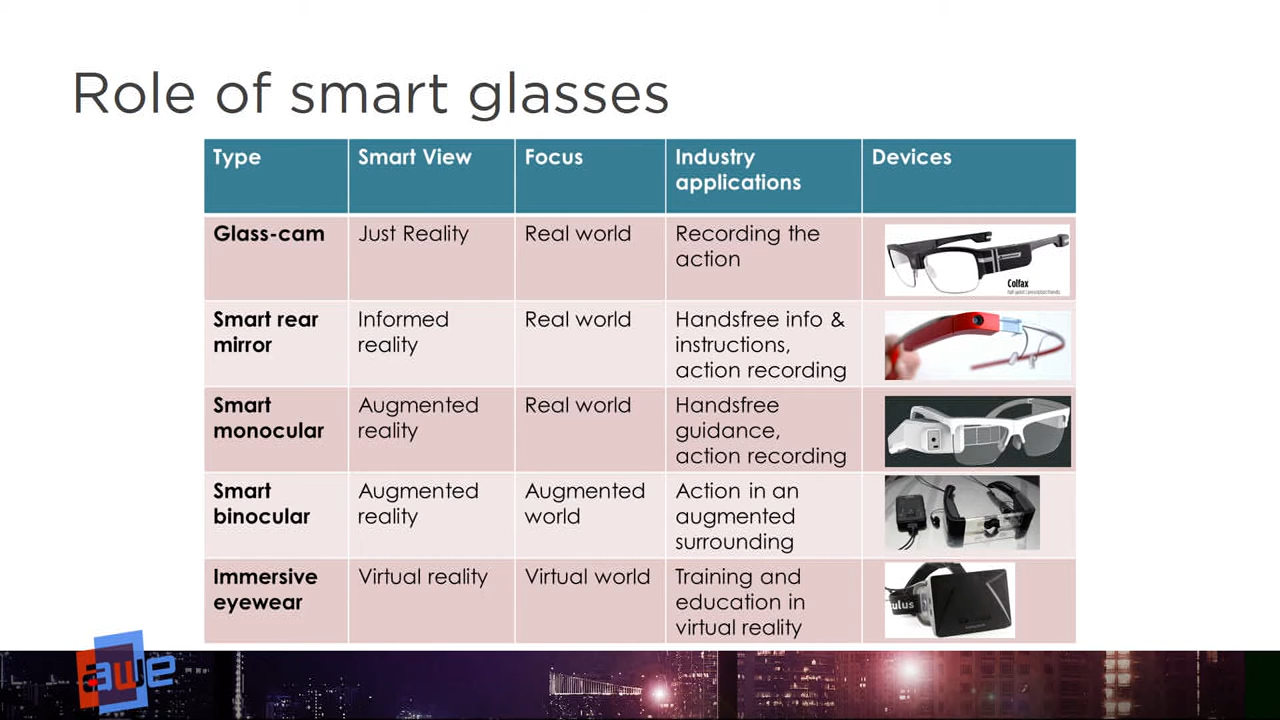 Role of smart glasses
Type
Smart View
Focus
Industry
applications
Devices
Glass-cam
Just Reality
Real world
Recording the
action
Colfax
Smart rear
mirror
Informed
reality
Real world
Handsfree info &
instructions,
action recording
Smart
monocular
Augmented
reality
Real world
Handsfree
guidance,
action recording
Smart
binocular
Augmented
reality
Augmented
world
Action in an
augmented
surrounding
Immersive
eyewear
Virtual reality
Virtual world
Training and
education in
virtual reality
culus
awe